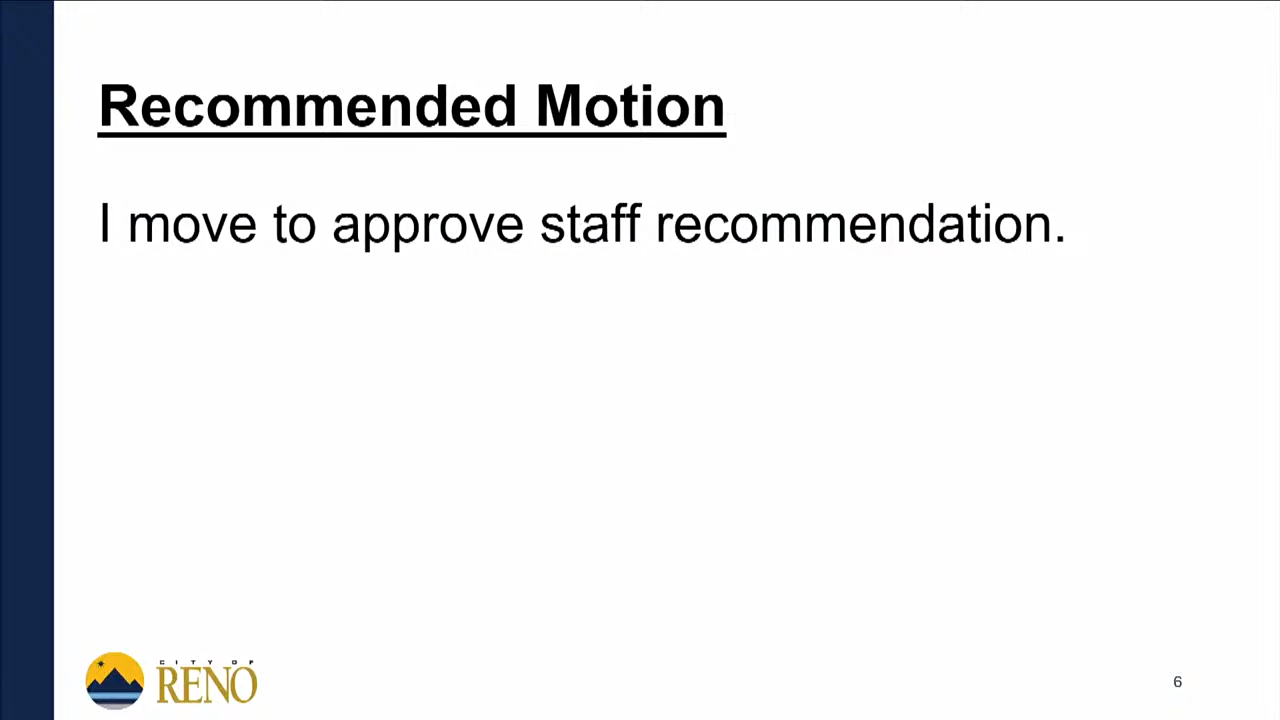 Recommended Motion
I move to approve staff recommendation.
CITY OF
RENO
6